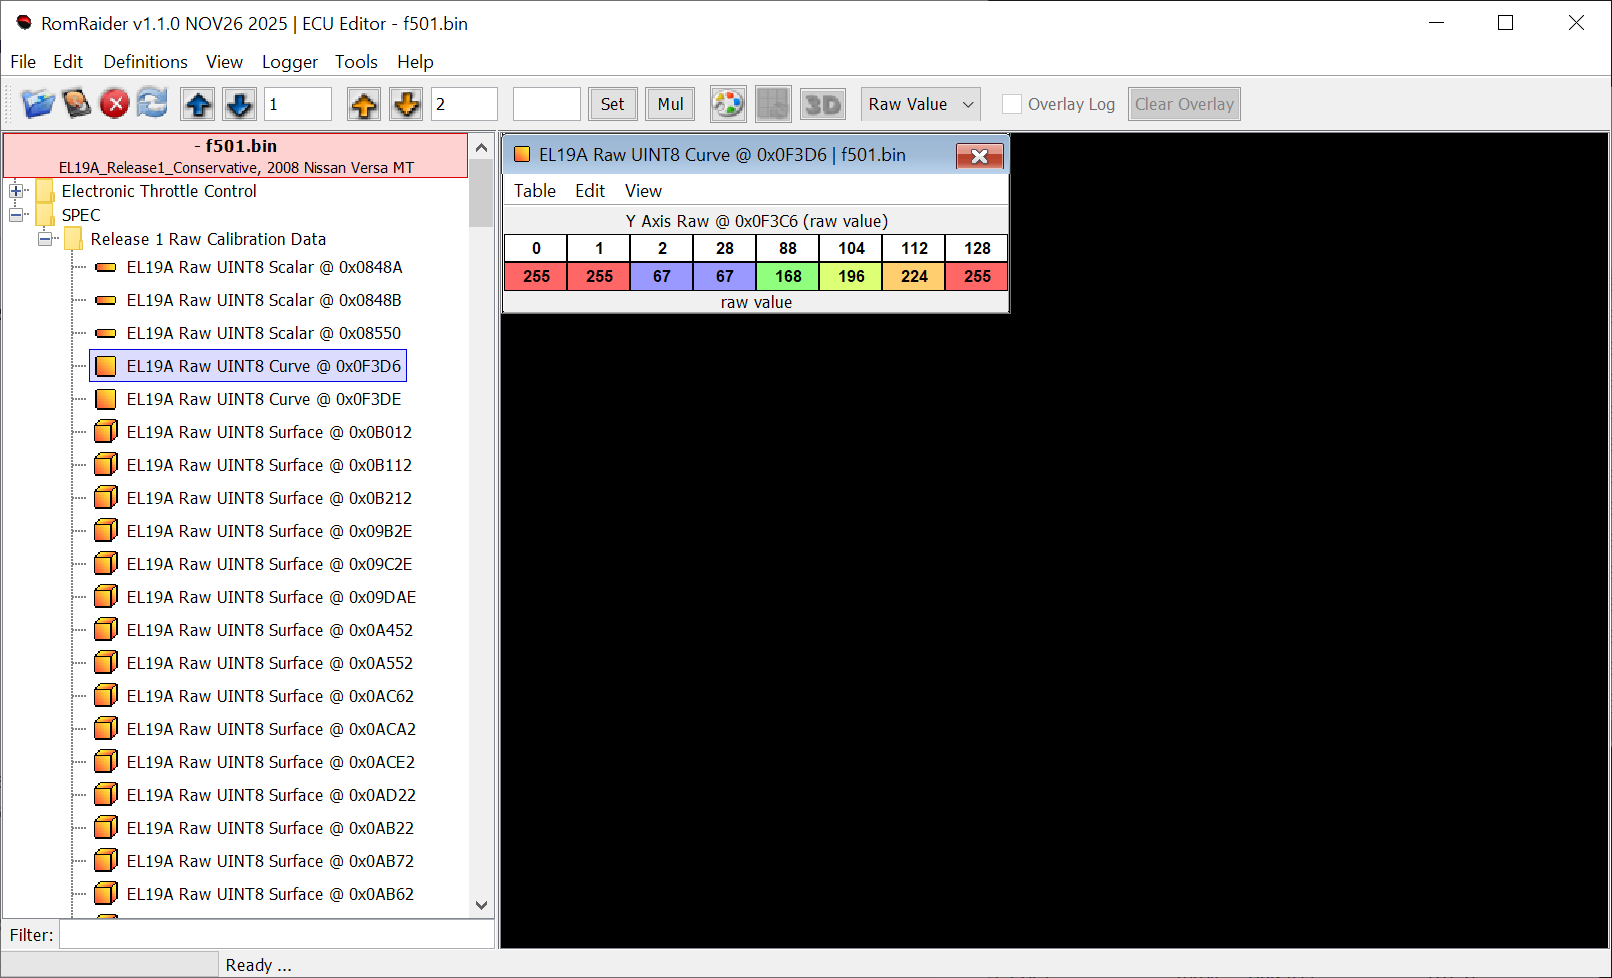 RomRaider v1.1.0 NOV26 2025 | ECU Editor - f501.bin
File Edit Definitions View Logger Tools Help
1 2 Set Mul 3D Raw Value Overlay Log Clear Overlay
- f501.bin
EL19A_Release1_Conservative, 2008 Nissan Versa MT
Electronic Throttle Control
SPEC
Release 1 Raw Calibration Data
EL19A Raw UINT8 Scalar @ 0x0848A
EL19A Raw UINT8 Scalar @ 0x0848B
EL19A Raw UINT8 Scalar @ 0x08550
EL19A Raw UINT8 Curve @ 0x0F3D6
EL19A Raw UINT8 Curve @ 0x0F3DE
EL19A Raw UINT8 Surface @ 0x0B012
EL19A Raw UINT8 Surface @ 0x0B112
EL19A Raw UINT8 Surface @ 0x0B212
EL19A Raw UINT8 Surface @ 0x09B2E
EL19A Raw UINT8 Surface @ 0x09C2E
EL19A Raw UINT8 Surface @ 0x09DAE
EL19A Raw UINT8 Surface @ 0x0A452
EL19A Raw UINT8 Surface @ 0x0A552
EL19A Raw UINT8 Surface @ 0x0AC62
EL19A Raw UINT8 Surface @ 0x0ACA2
EL19A Raw UINT8 Surface @ 0x0ACE2
EL19A Raw UINT8 Surface @ 0x0AD22
EL19A Raw UINT8 Surface @ 0x0AB22
EL19A Raw UINT8 Surface @ 0x0AB72
EL19A Raw UINT8 Surface @ 0x0AB62
Filter:
Ready ...
EL19A Raw UINT8 Curve @ 0x0F3D6 | f501.bin
Table Edit View
Y Axis Raw @ 0x0F3C6 (raw value)
0 1 2 28 88 104 112 128
255 255 67 67 168 196 224 255
raw value